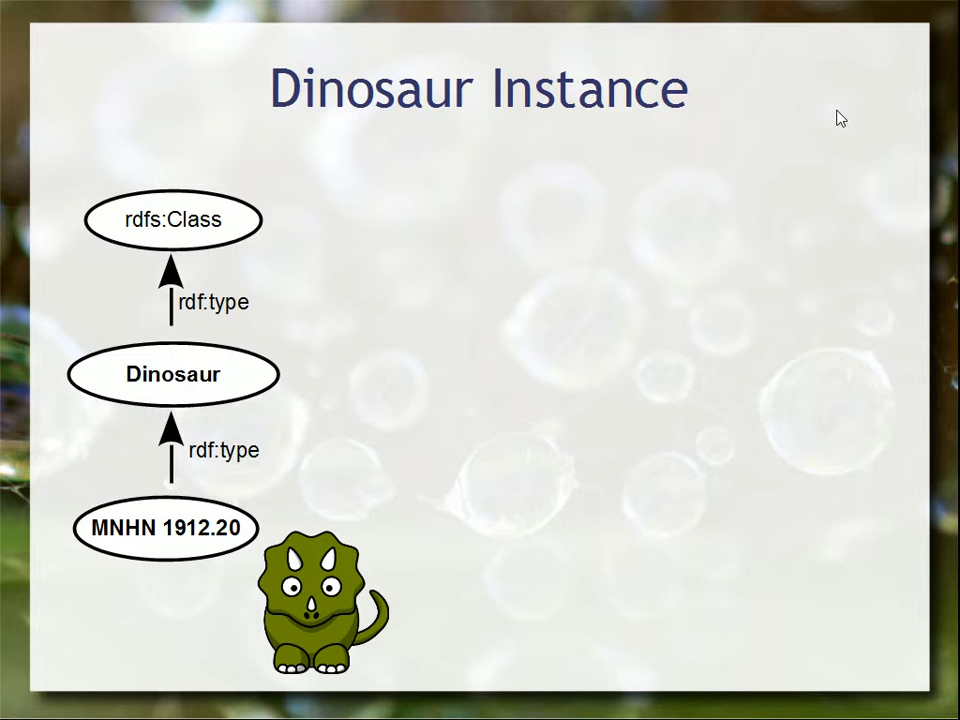 Dinosaur Instance
rdfs:Class
rdf:type
Dinosaur
rdf:type
MNHN 1912.20